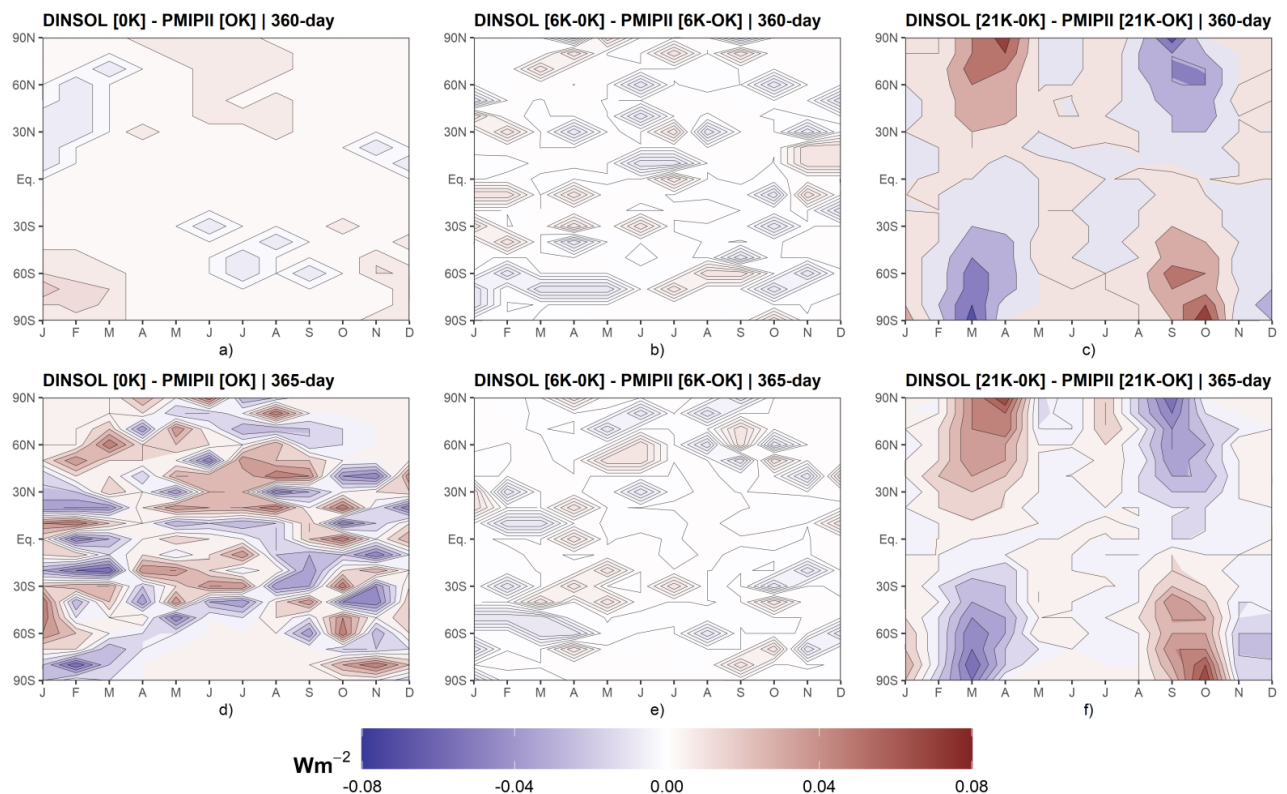 DINSOL [0K] - PMIPII [OK] | 360-day
DINSOL [6K-0K] - PMIPII [6K-OK] | 360-day
DINSOL [21K-0K] - PMIPII [21K-OK] | 360-day
90N
60N
30N
Eq.
30S
60S
90S
J F M A M J J A S O N D
a)
90N
60N
30N
Eq.
30S
60S
90S
J F M A M J J A S O N D
b)
90N
60N
30N
Eq.
30S
60S
90S
J F M A M J J A S O N D
c)
DINSOL [0K] - PMIPII [OK] | 365-day
DINSOL [6K-0K] - PMIPII [6K-OK] | 365-day
DINSOL [21K-0K] - PMIPII [21K-OK] | 365-day
90N
60N
30N
Eq.
30S
60S
90S
J F M A M J J A S O N D
d)
90N
60N
30N
Eq.
30S
60S
90S
J F M A M J J A S O N D
e)
90N
60N
30N
Eq.
30S
60S
90S
J F M A M J J A S O N D
f)
Wm⁻²
-0.08 -0.04 0.00 0.04 0.08